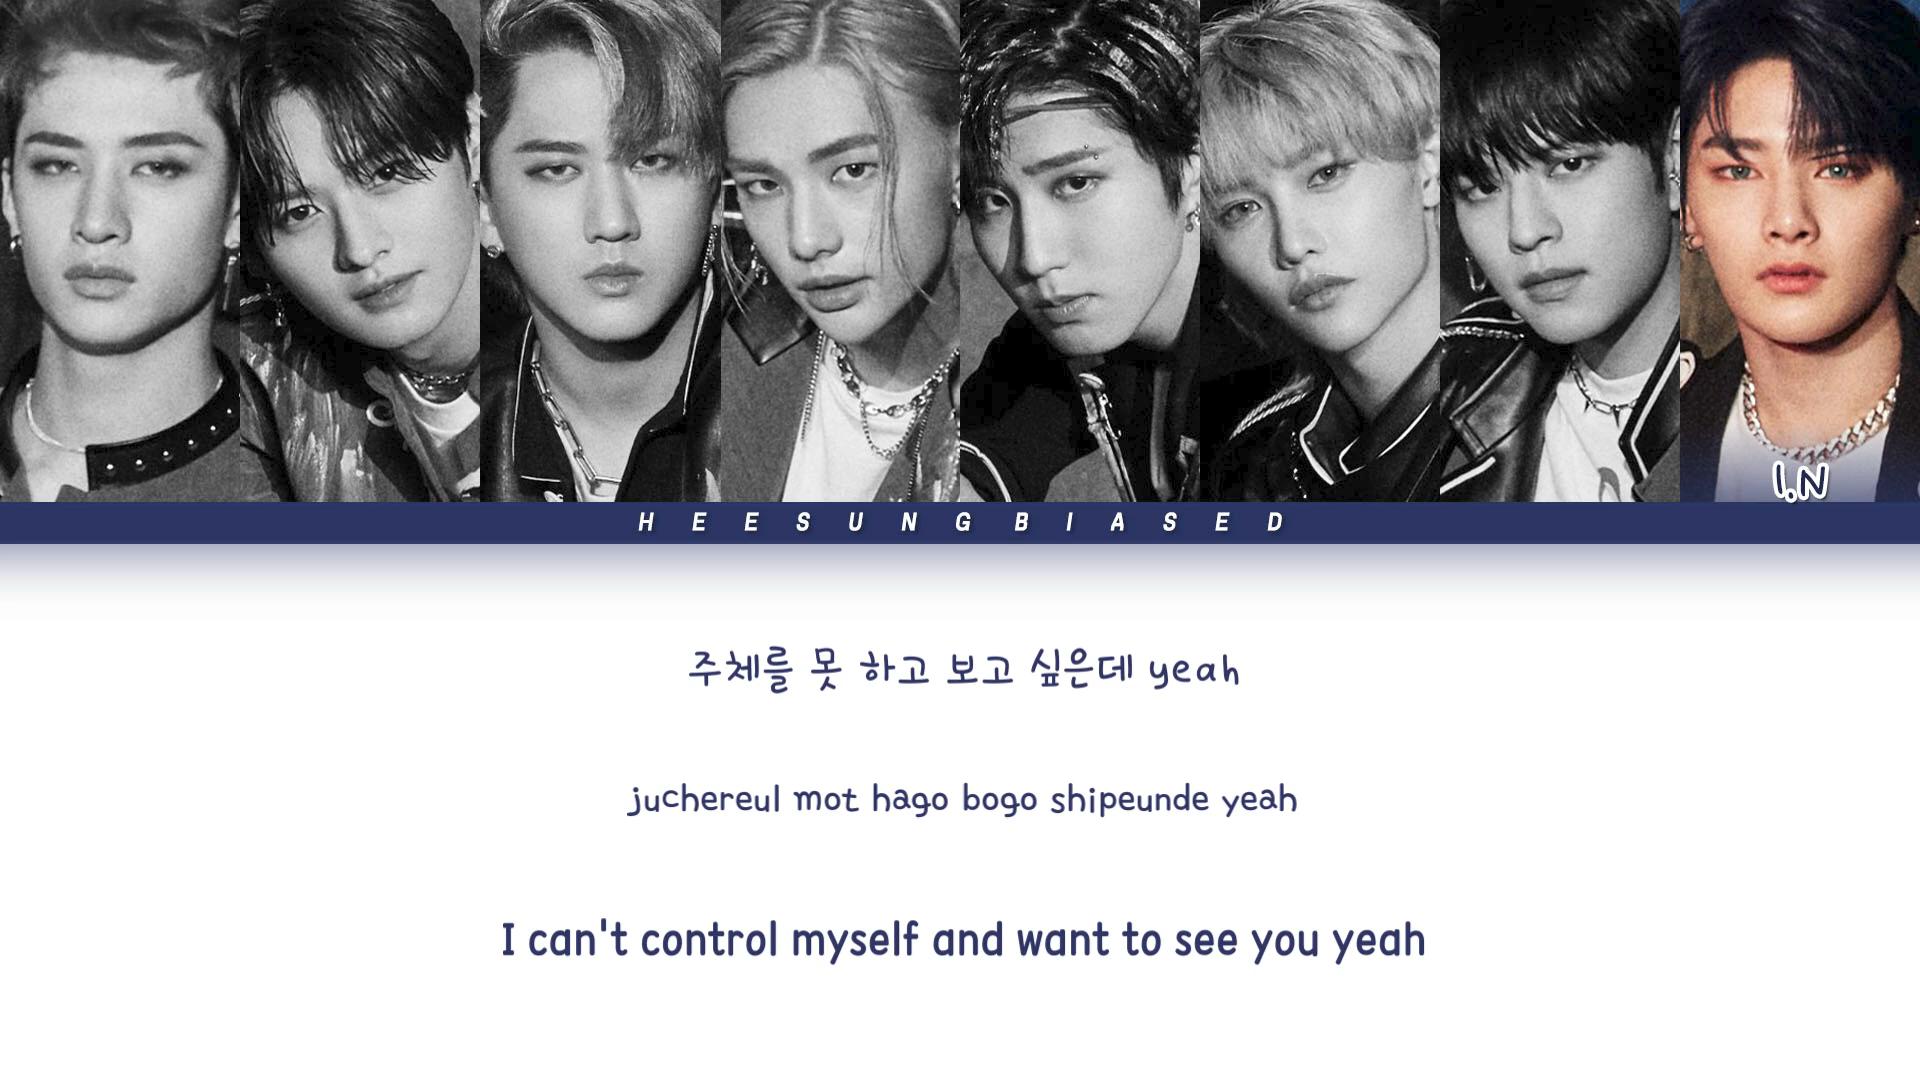 I.N
HEESUNGBIASED
주체를 못 하고 보고 싶은데 yeah
juchereul mot hago bogo shipeunde yeah
I can't control myself and want to see you yeah